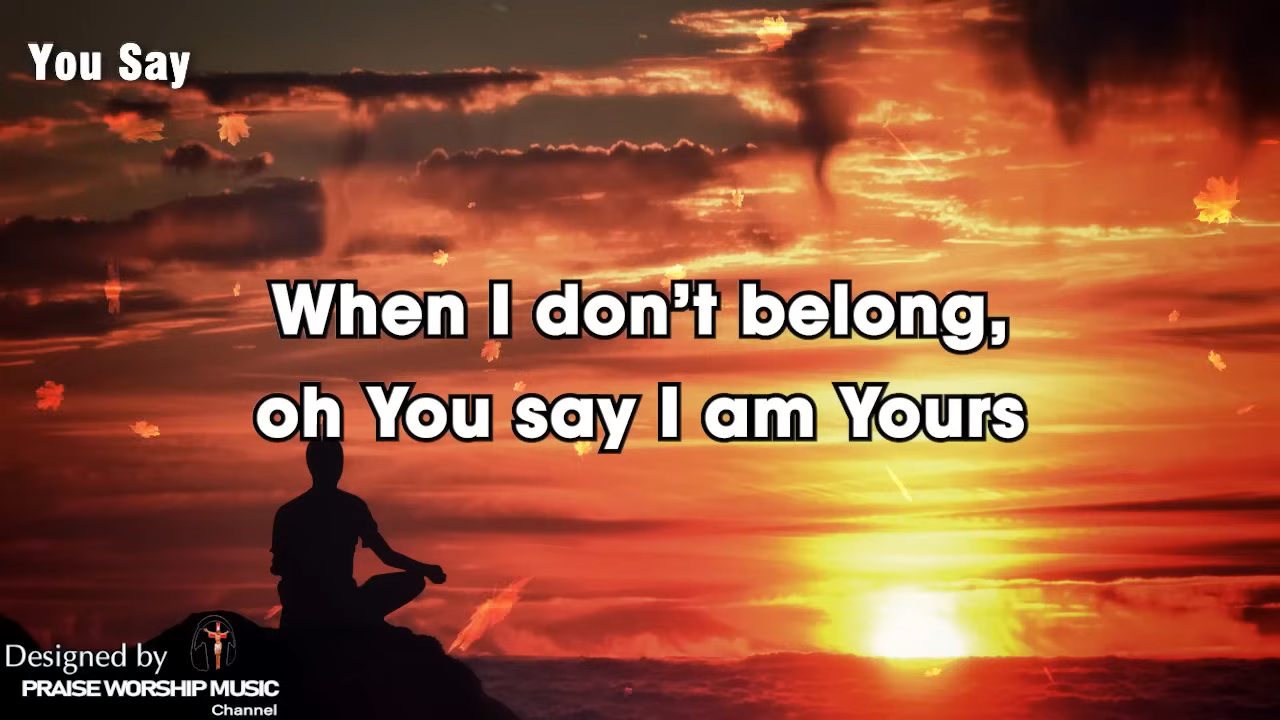 You Say
When I don’t belong,
oh You say I am Yours
Designed by
PRAISE WORSHIP MUSIC
Channel